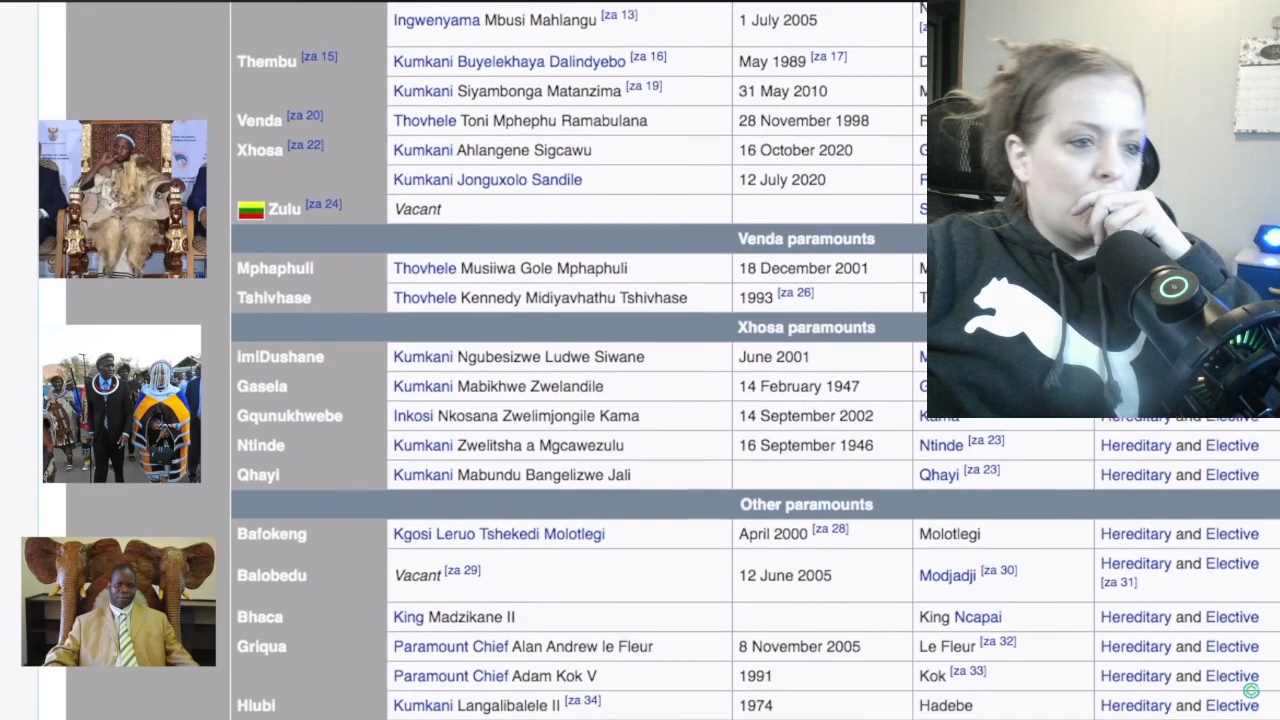 Ingwenyama Mbusi Mahlangu [za 13] 1 July 2005
Thembu [za 15] Kumkani Buyelekhaya Dalindyebo [za 16] May 1989 [za 17]
Kumkani Siyambonga Matanzima [za 19] 31 May 2010
Venda [za 20] Thovhele Toni Mphephu Ramabulana 28 November 1998
Xhosa [za 22] Kumkani Ahlangene Sigcawu 16 October 2020
Kumkani Jonguxolo Sandile 12 July 2020
Zulu [za 24] Vacant
Venda paramounts
Mphaphuli Thovhele Musiiwa Gole Mphaphuli 18 December 2001
Tshivhase Thovhele Kennedy Midiyavhathu Tshivhase 1993 [za 26]
Xhosa paramounts
imiDushane Kumkani Ngubesizwe Ludwe Siwane June 2001
Gasela Kumkani Mabikhwe Zwelandile 14 February 1947
Gqunukhwebe Inkosi Nkosana Zwelimjongile Kama 14 September 2002 Kama Hereditary and Elective
Ntinde Kumkani Zwelitsha a Mgcawezulu 16 September 1946 Ntinde [za 23] Hereditary and Elective
Qhayi Kumkani Mabundu Bangelizwe Jali Qhayi [za 23] Hereditary and Elective
Other paramounts
Bafokeng Kgosi Leruo Tshekedi Molotlegi April 2000 [za 28] Molotlegi Hereditary and Elective
Balobedu Vacant [za 29] 12 June 2005 Modjadji [za 30] Hereditary and Elective
[za 31]
Bhaca King Madzikane II King Ncapai Hereditary and Elective
Griqua Paramount Chief Alan Andrew le Fleur 8 November 2005 Le Fleur [za 32] Hereditary and Elective
Paramount Chief Adam Kok V 1991 Kok [za 33] Hereditary and Elective
Hlubi Kumkani Langalibalele II [za 34] 1974 Hadebe Hereditary and Elective